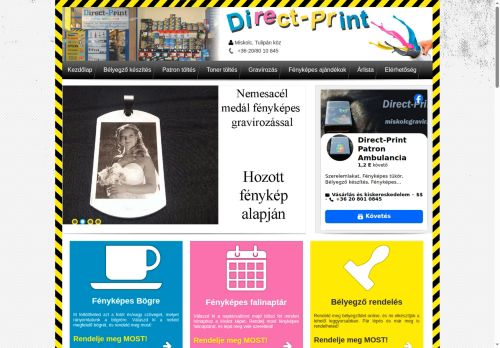 Direct-Print
Direct-Print
Miskolc, Tulipán köz
+36 20/80 10 845
Kezdőlap Bélyegző készítés Patron töltés Toner töltés Gravírozás Fényképes ajándékok Árlista Elérhetőség
Nemesacél
medál fényképes
gravírozással
Hozott
fénykép
alapján
Direct-Pri
miskolcgravir.
Direct-Print
Patron
Ambulancia
1,2 E követő
Szerelemlakat. Fényképes tükör.
Bélyegző készítés. Fényképes...
Vásárlás és kiskereskedelem · $$
· +36 20 801 0845
Követés
Fényképes Bögre
Rendelje meg MOST!
Fényképes falinaptár
Rendelje meg MOST!
Bélyegző rendelés
Rendelje meg MOST!